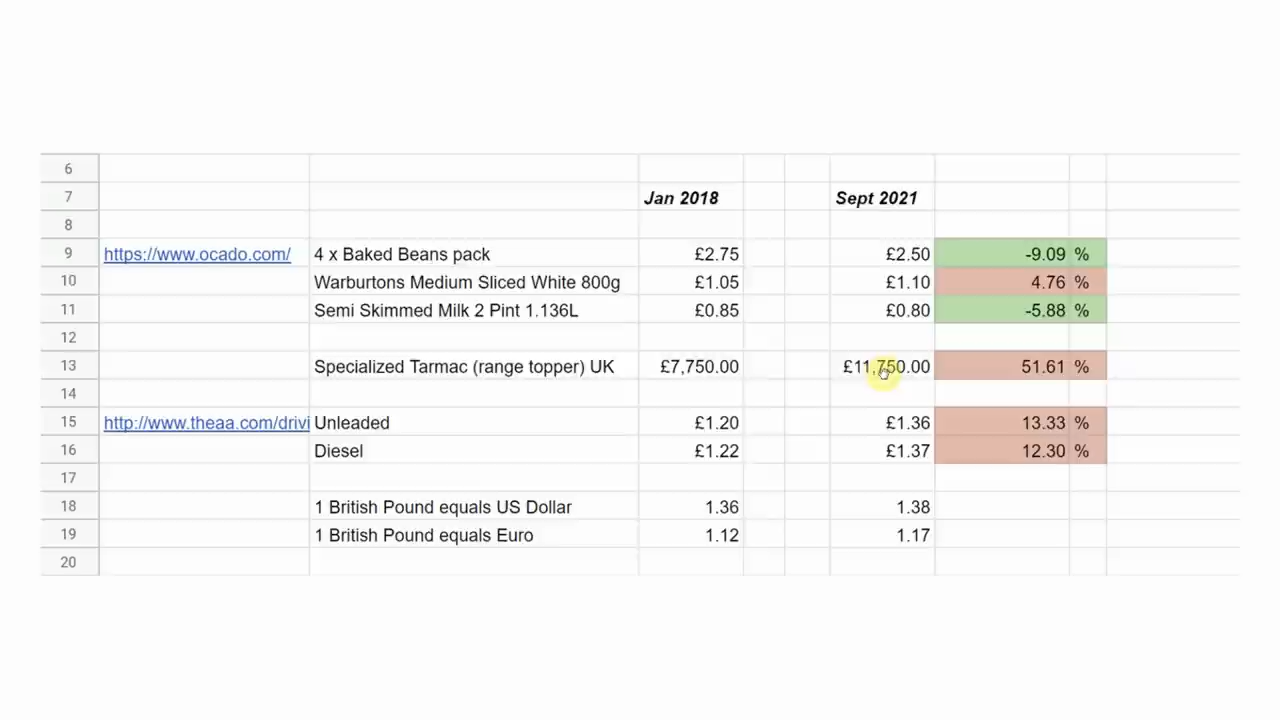 6
7 Jan 2018 Sept 2021
8
9 https://www.ocado.com/ 4 x Baked Beans pack £2.75 £2.50 -9.09 %
10 Warburtons Medium Sliced White 800g £1.05 £1.10 4.76 %
11 Semi Skimmed Milk 2 Pint 1.136L £0.85 £0.80 -5.88 %
12
13 Specialized Tarmac (range topper) UK £7,750.00 £11,750.00 51.61 %
14
15 http://www.theaa.com/drivi Unleaded £1.20 £1.36 13.33 %
16 Diesel £1.22 £1.37 12.30 %
17
18 1 British Pound equals US Dollar 1.36 1.38
19 1 British Pound equals Euro 1.12 1.17
20